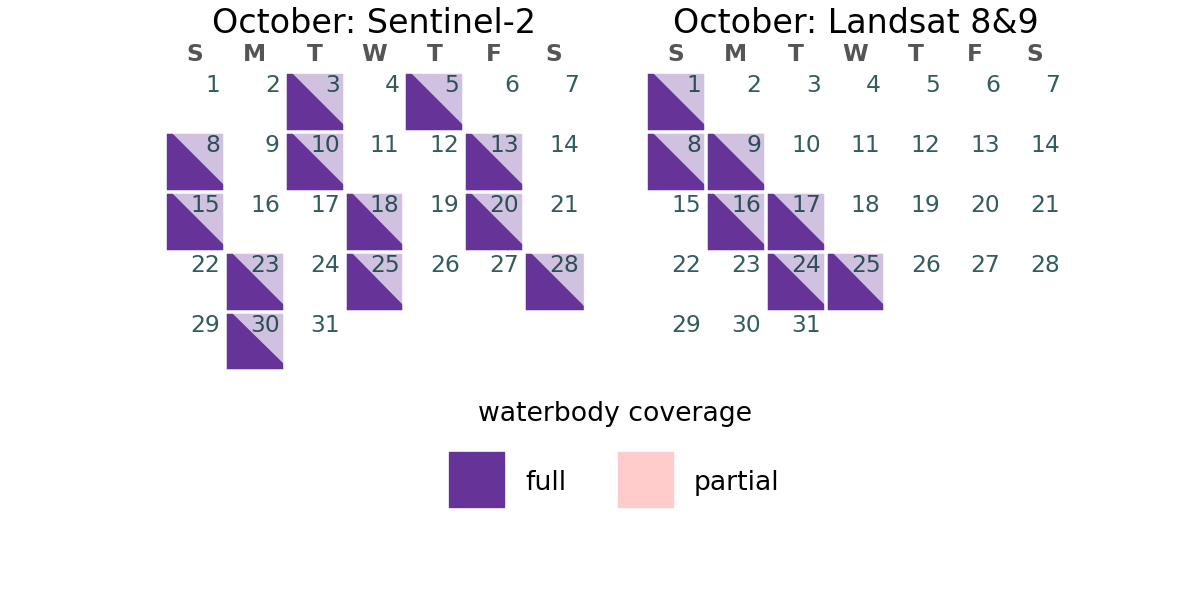 October: Sentinel-2
S M T W T F S
1 2 3 4 5 6 7
8 9 10 11 12 13 14
15 16 17 18 19 20 21
22 23 24 25 26 27 28
29 30 31
October: Landsat 8&9
S M T W T F S
1 2 3 4 5 6 7
8 9 10 11 12 13 14
15 16 17 18 19 20 21
22 23 24 25 26 27 28
29 30 31
waterbody coverage
full partial